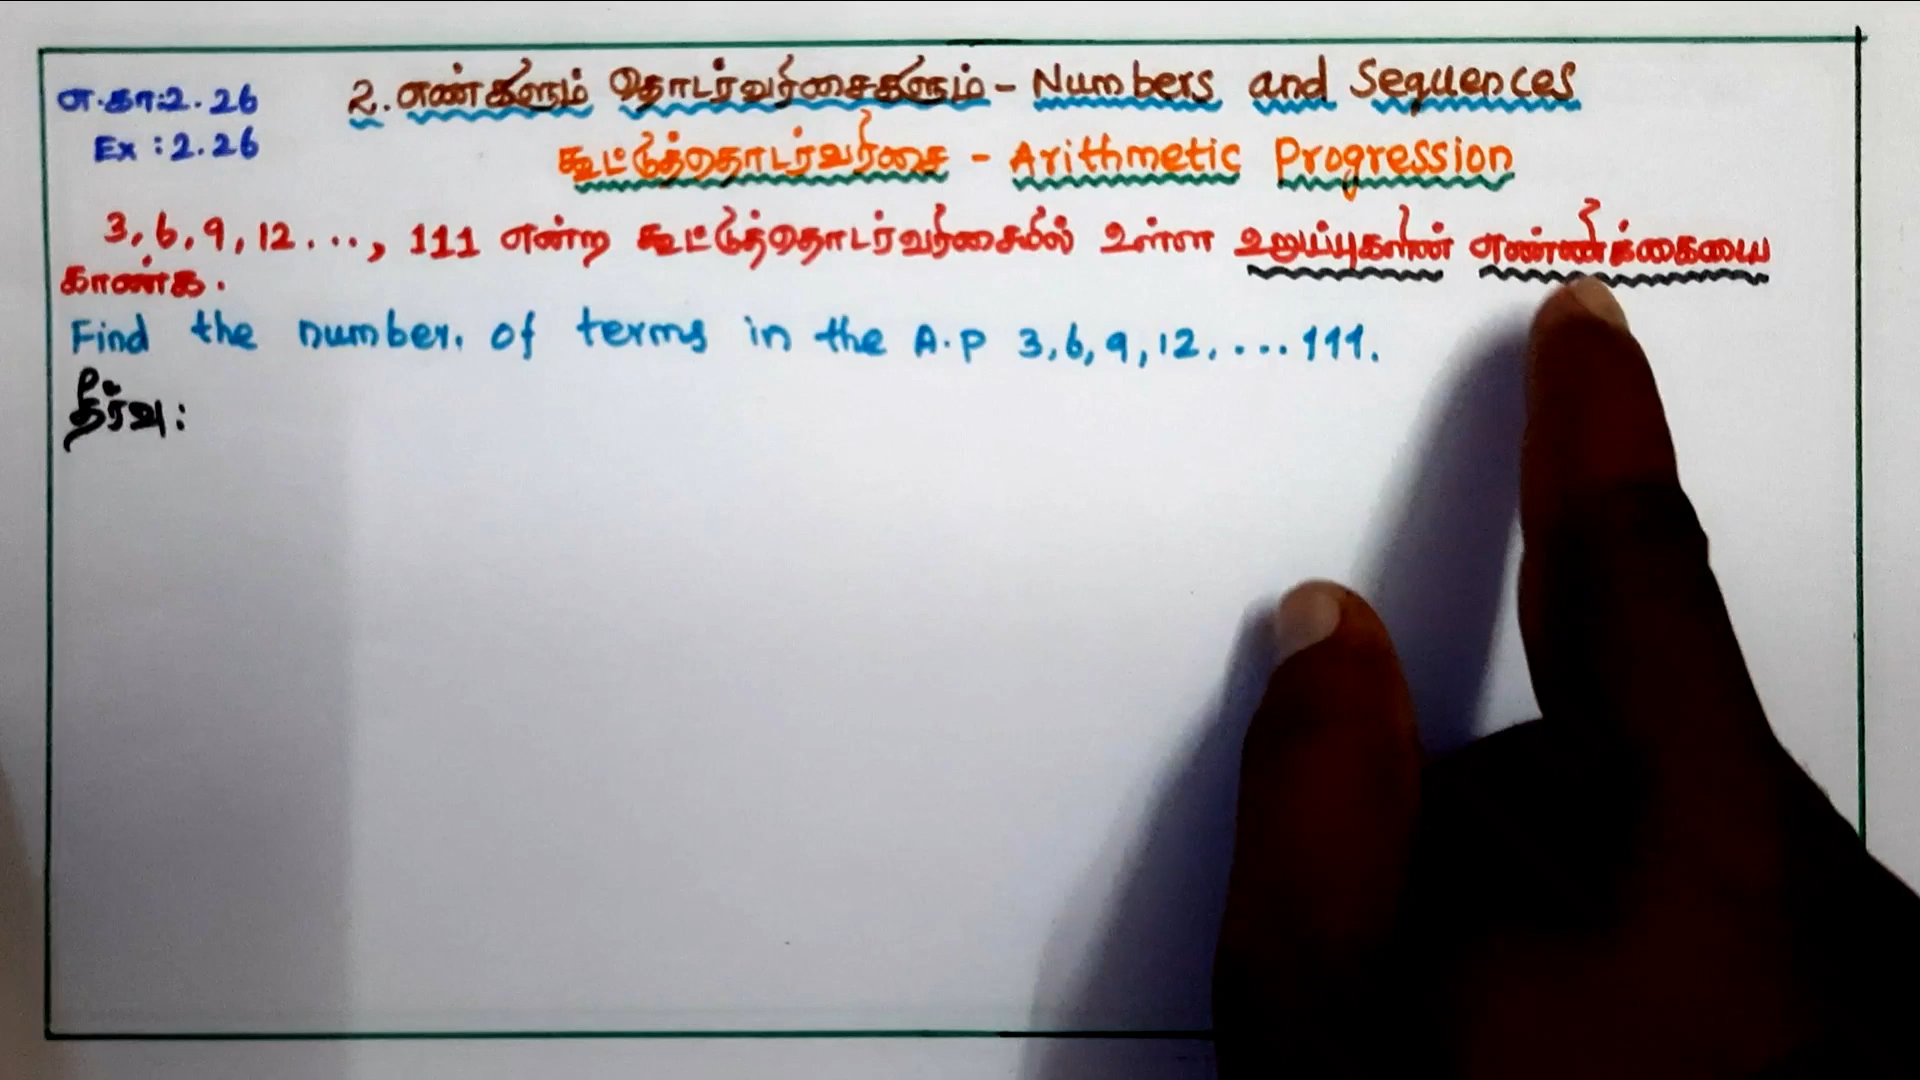 எ.கா:2.26
Ex : 2.26
2. எண்களும் தொடர்வரிசைகளும் - Numbers and Sequences
கூட்டுத்தொடர்வரிசை - Arithmetic Progression
3, 6, 9, 12 ..., 111 என்ற கூட்டுத்தொடர்வரிசையில் உள்ள உறுப்புகளின் எண்ணிக்கையை
காண்க.
Find the number. of terms in the A.P 3, 6, 9, 12, ... 111.
தீர்வு :